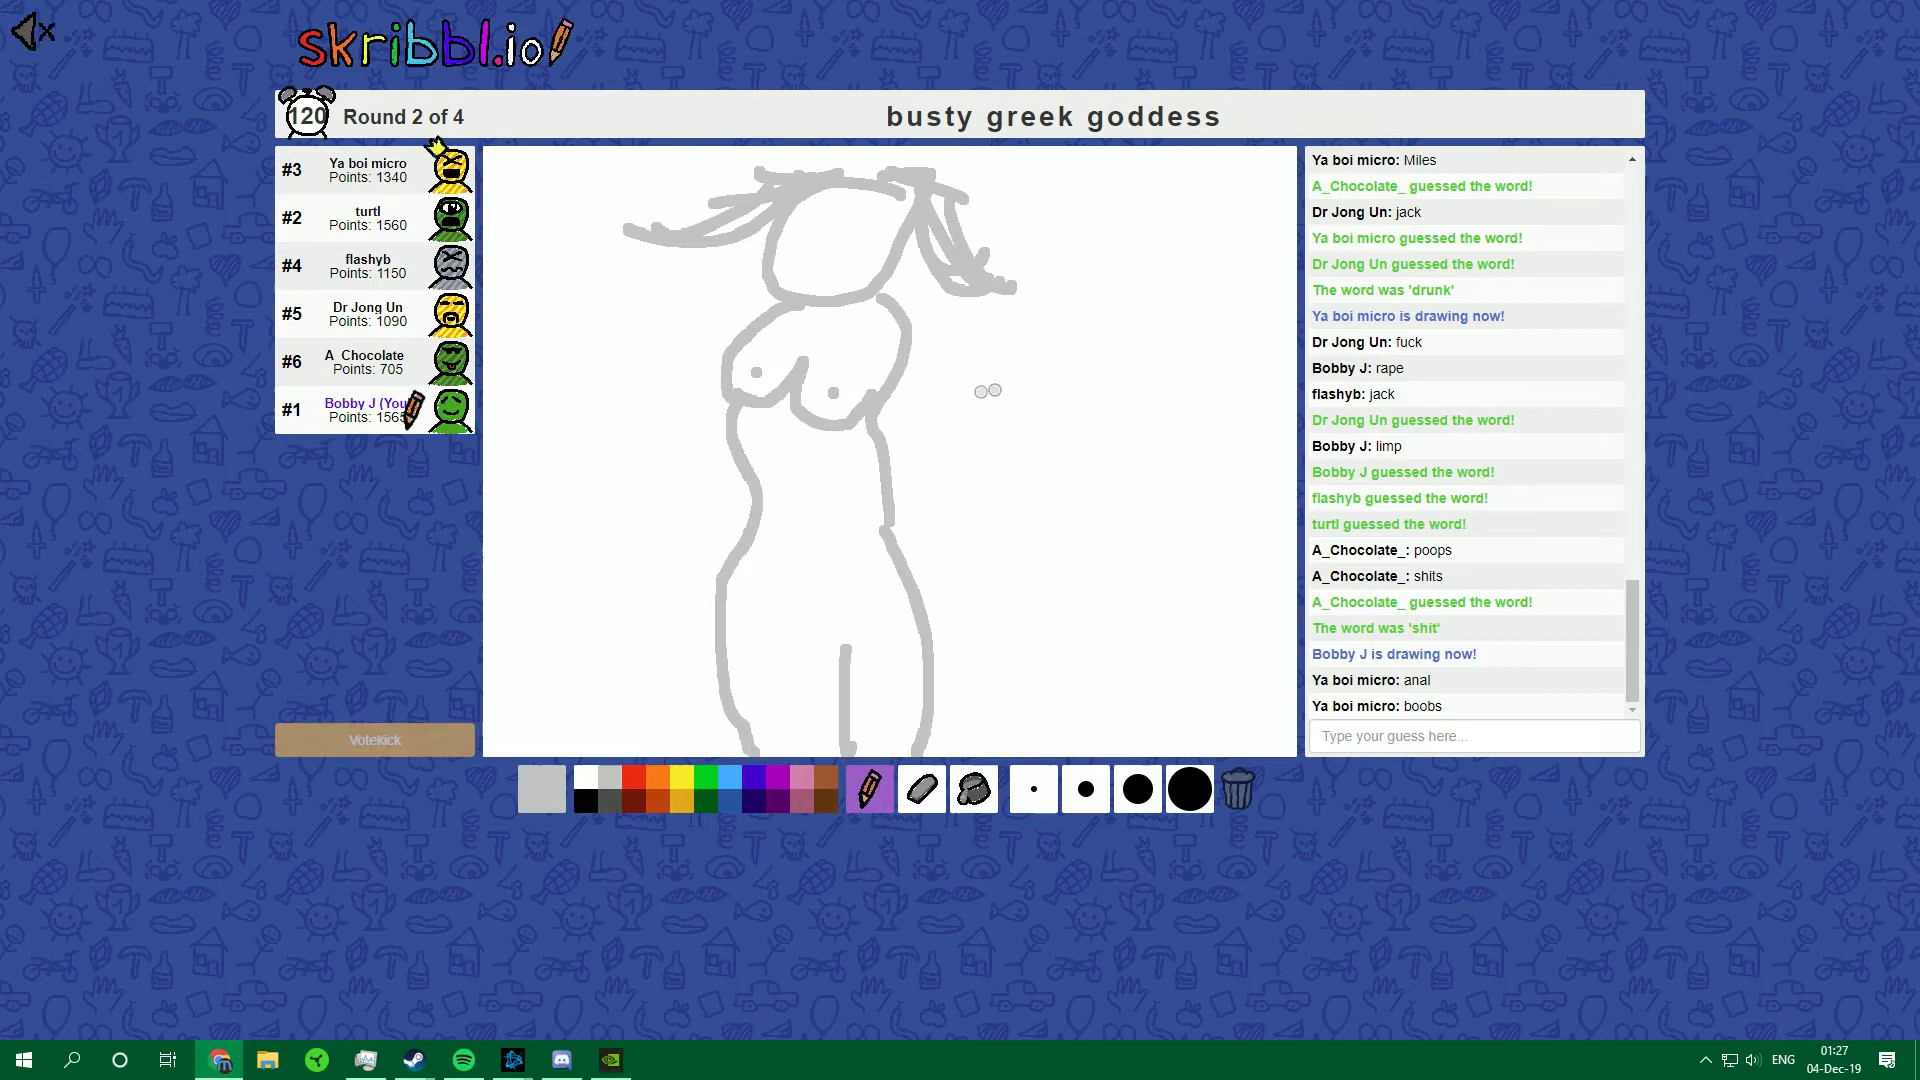 skribbl.io
120
Round 2 of 4
busty greek goddess
#3
Ya boi micro
Points: 1340
#2
turtl
Points: 1560
#4
flashyb
Points: 1150
#5
Dr Jong Un
Points: 1090
#6
A_Chocolate_
Points: 705
#1
Bobby J (You
Points: 1565
Votekick
Ya boi micro: Miles
A_Chocolate_ guessed the word!
Dr Jong Un: jack
Ya boi micro guessed the word!
Dr Jong Un guessed the word!
The word was 'drunk'
Ya boi micro is drawing now!
Dr Jong Un: fuck
Bobby J: rape
flashyb: jack
Dr Jong Un guessed the word!
Bobby J: limp
Bobby J guessed the word!
flashyb guessed the word!
turtl guessed the word!
A_Chocolate_: poops
A_Chocolate_: shits
A_Chocolate_ guessed the word!
The word was 'shit'
Bobby J is drawing now!
Ya boi micro: anal
Ya boi micro: boobs
Type your guess here...
ENG
01:27
04-Dec-19